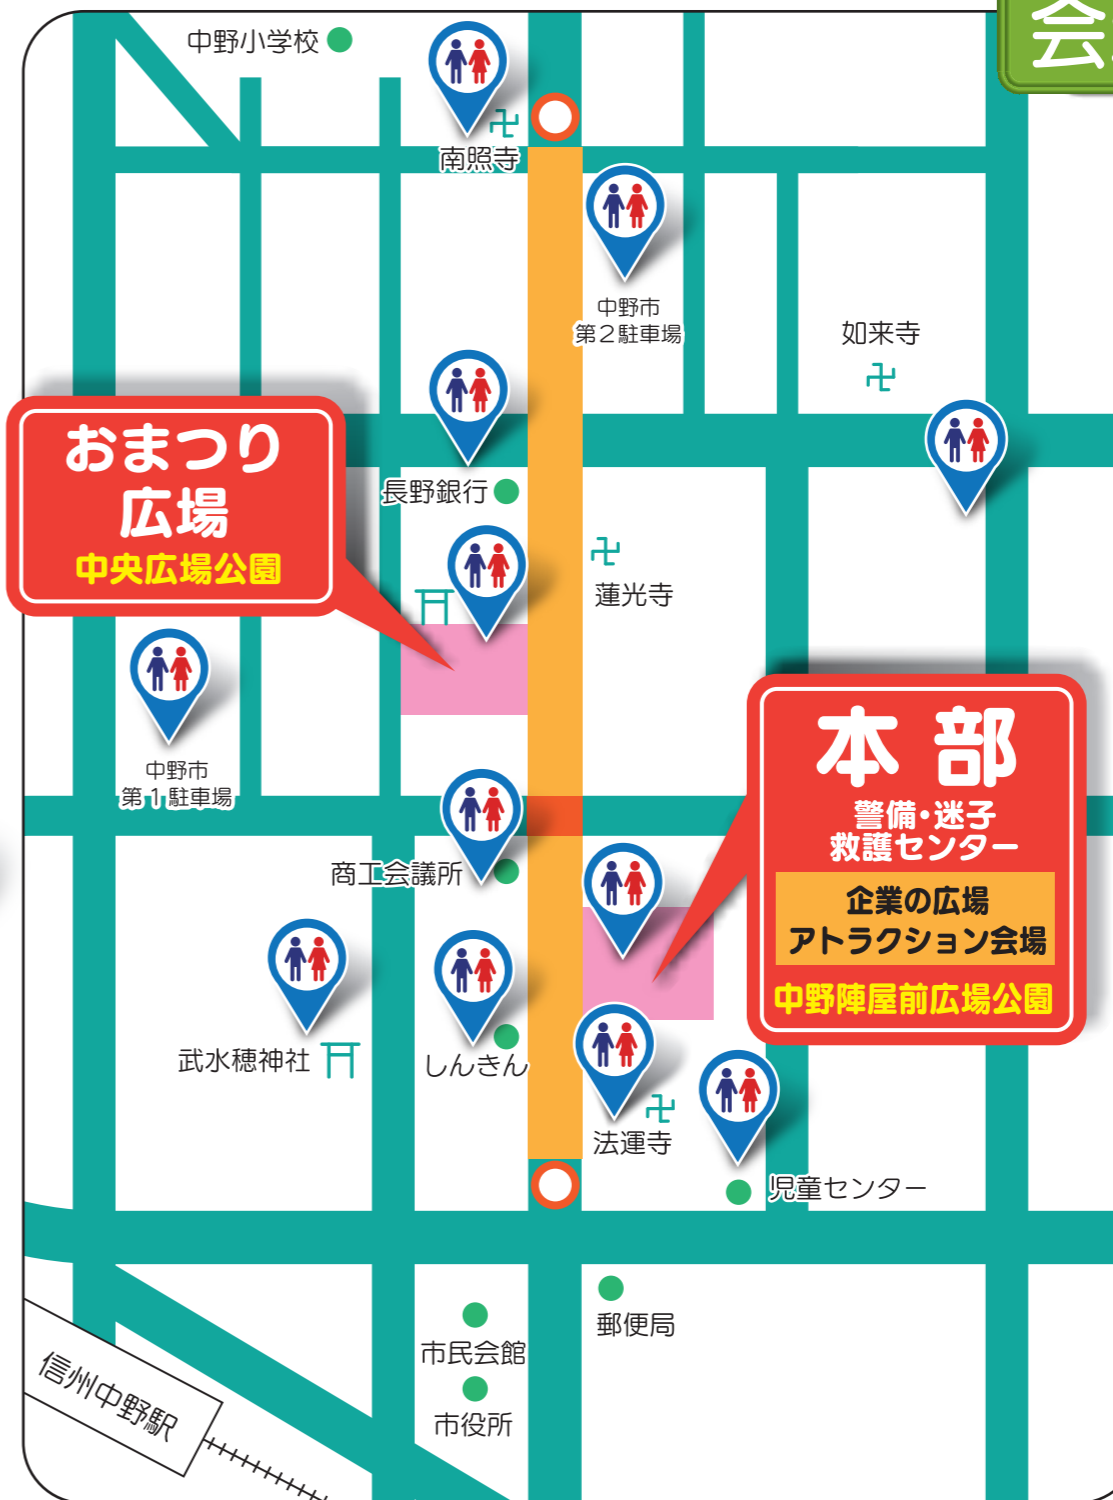 会
中野小学校
南照寺
中野市
第2駐車場
如来寺
おまつり
広場
中央広場公園
長野銀行
蓮光寺
中野市
第1駐車場
本部
警備・迷子
救護センター
企業の広場
アトラクション会場
中野陣屋前広場公園
商工会議所
武水穂神社
しんきん
法運寺
児童センター
郵便局
市民会館
市役所
信州中野駅